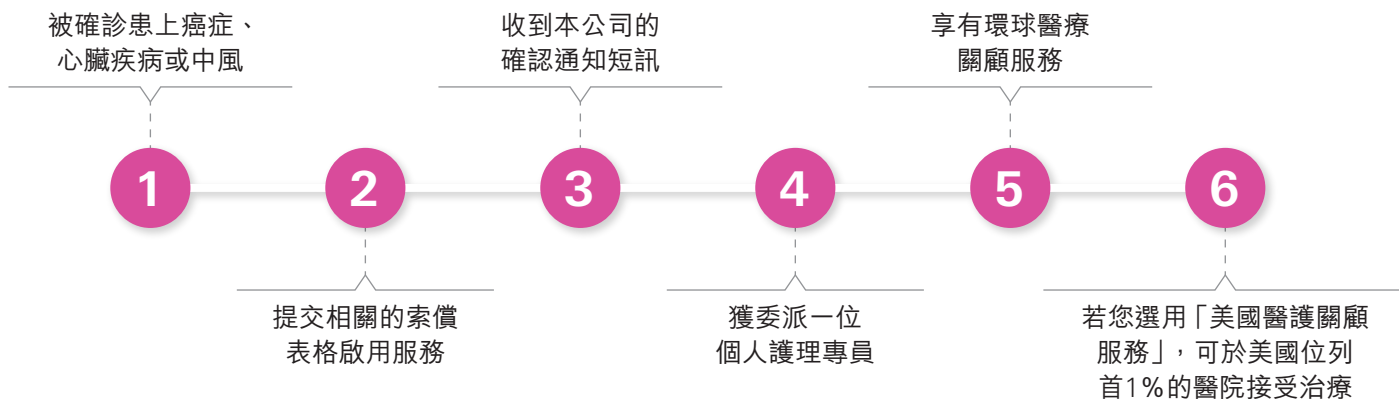 被確診患上癌症、
心臟疾病或中風
收到本公司的
確認通知短訊
享有環球醫療
關顧服務
1
2
3
4
5
6
提交相關的索償
表格啟用服務
獲委派一位
個人護理專員
若您選用「美國醫護關顧
服務」，可於美國位列
首1%的醫院接受治療